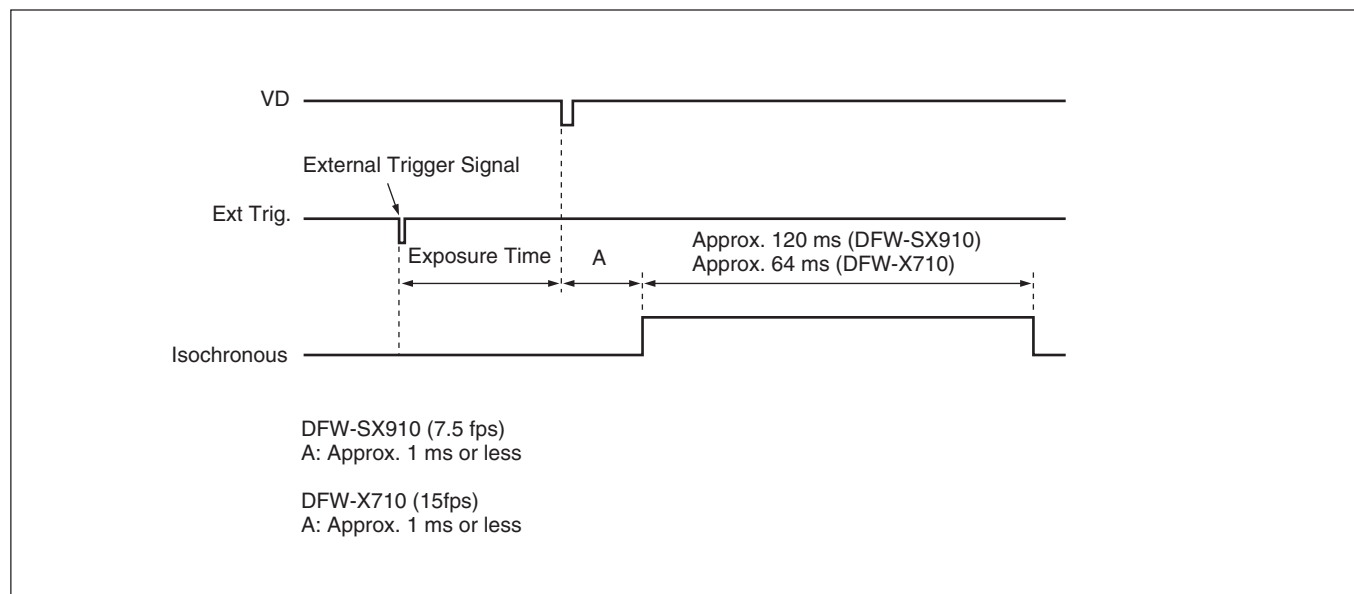 VD
External Trigger Signal
Ext Trig.
Approx. 120 ms (DFW-SX910)
Exposure Time
A
Approx. 64 ms (DFW-X710)
Isochronous
DFW-SX910 (7.5 fps)
A: Approx. 1 ms or less
DFW-X710 (15fps)
A: Approx. 1 ms or less